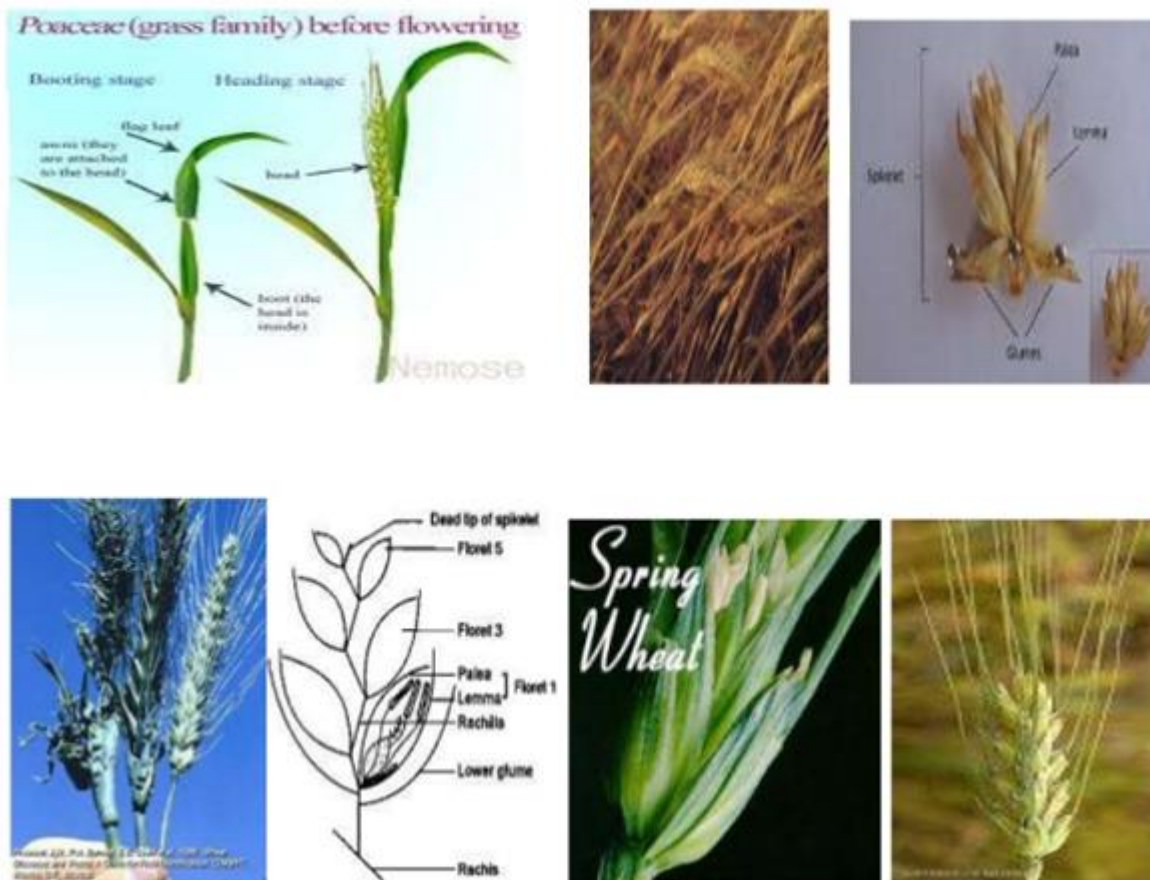 Poaceae (grass family) before flowering
Booting stage
Heading stage
flag leaf
awns (they
are attached
to the head)
head
boot (the
head is
inside)
Nemose
Palea
Lemma
Spikelet
Glumes
Dead tip of spikelet
Floret 5
Floret 3
Palea
Floret 1
Lemma
Rachilla
Lower glume
Rachis
Spring
Wheat